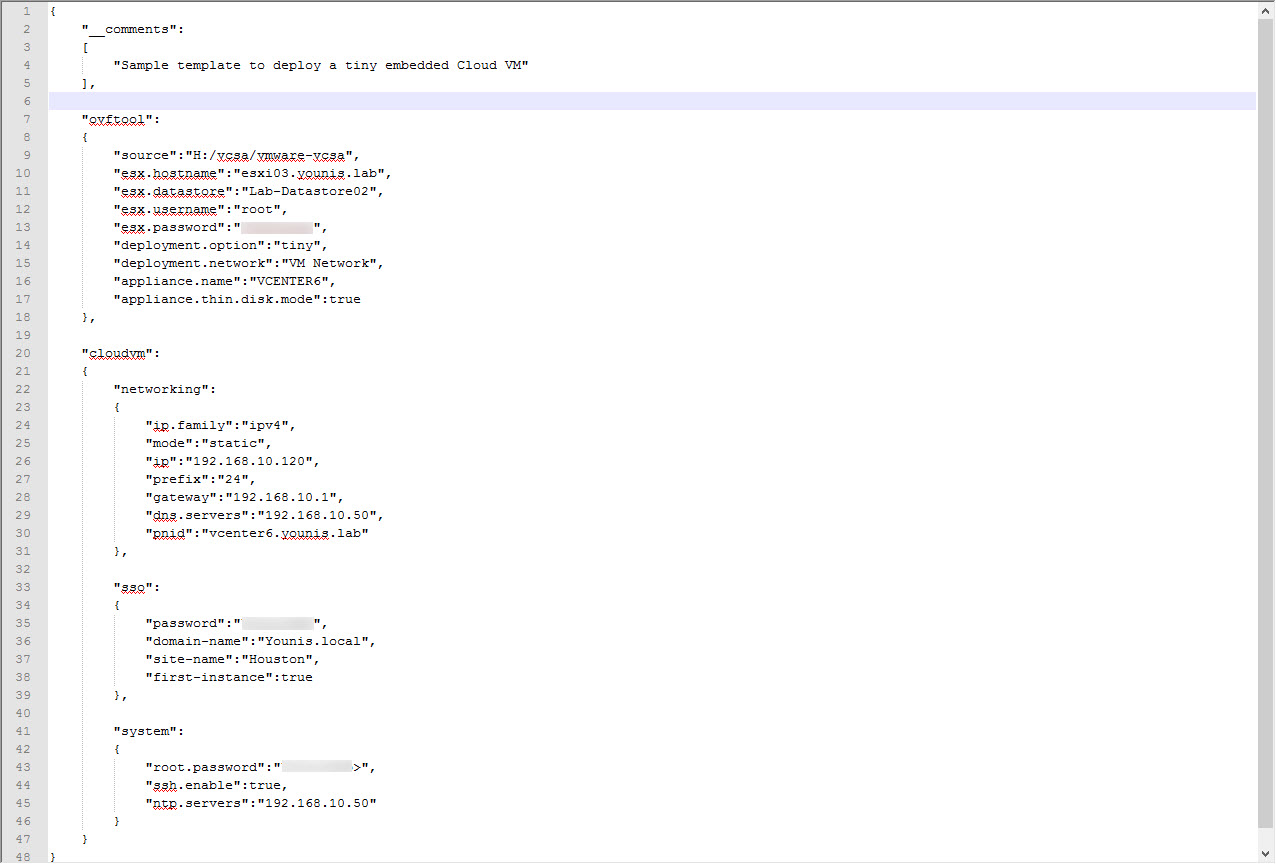 1 {
2 "__comments":
3 [
4 "Sample template to deploy a tiny embedded Cloud VM"
5 ],
6
7 "ovftool":
8 {
9 "source":"H:/vcsa/vmware-vcsa",
10 "esx.hostname":"esxi03.younis.lab",
11 "esx.datastore":"Lab-Datastore02",
12 "esx.username":"root",
13 "esx.password":" ",
14 "deployment.option":"tiny",
15 "deployment.network":"VM Network",
16 "appliance.name":"VCENTER6",
17 "appliance.thin.disk.mode":true
18 },
19
20 "cloudvm":
21 {
22 "networking":
23 {
24 "ip.family":"ipv4",
25 "mode":"static",
26 "ip":"192.168.10.120",
27 "prefix":"24",
28 "gateway":"192.168.10.1",
29 "dns.servers":"192.168.10.50",
30 "pnid":"vcenter6.younis.lab"
31 },
32
33 "sso":
34 {
35 "password":" ",
36 "domain-name":"Younis.local",
37 "site-name":"Houston",
38 "first-instance":true
39 },
40
41 "system":
42 {
43 "root.password":" >",
44 "ssh.enable":true,
45 "ntp.servers":"192.168.10.50"
46 }
47 }
48 }